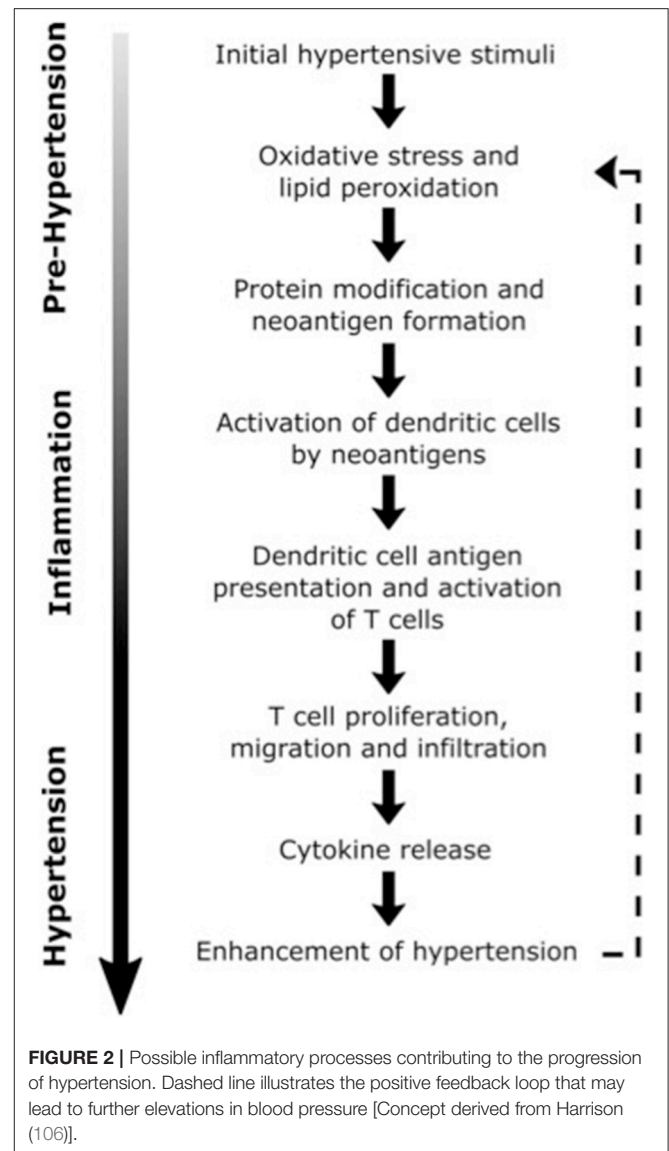 Pre-Hypertension
Inflammation
Hypertension
Initial hypertensive stimuli
Oxidative stress and
lipid peroxidation
Protein modification and
neoantigen formation
Activation of dendritic cells
by neoantigens
Dendritic cell antigen
presentation and activation
of T cells
T cell proliferation,
migration and infiltration
Cytokine release
Enhancement of hypertension
FIGURE 2 | Possible inflammatory processes contributing to the progression
of hypertension. Dashed line illustrates the positive feedback loop that may
lead to further elevations in blood pressure [Concept derived from Harrison
(106)].